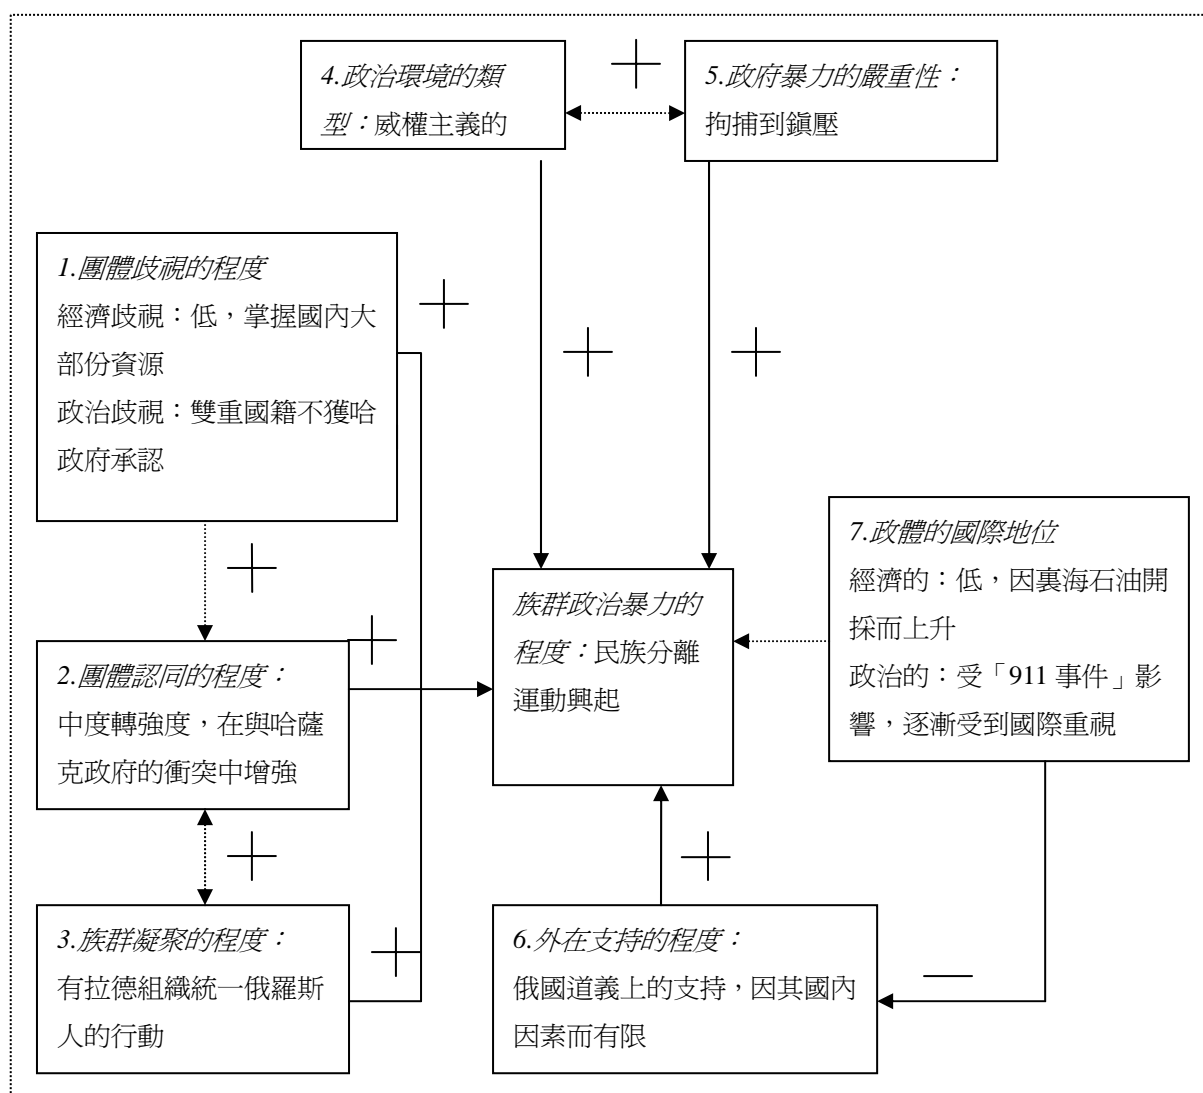 4.政治環境的類
型：威權主義的
5.政府暴力的嚴重性：
拘捕到鎮壓
1.團體歧視的程度
經濟歧視：低，掌握國內大
部份資源
政治歧視：雙重國籍不獲哈
政府承認
2.團體認同的程度：
中度轉強度，在與哈薩
克政府的衝突中增強
3.族群凝聚的程度：
有拉德組織統一俄羅斯
人的行動
族群政治暴力的
程度：民族分離
運動興起
7.政體的國際地位
經濟的：低，因裏海石油開
採而上升
政治的：受「911 事件」影
響，逐漸受到國際重視
6.外在支持的程度：
俄國道義上的支持，因其國內
因素而有限